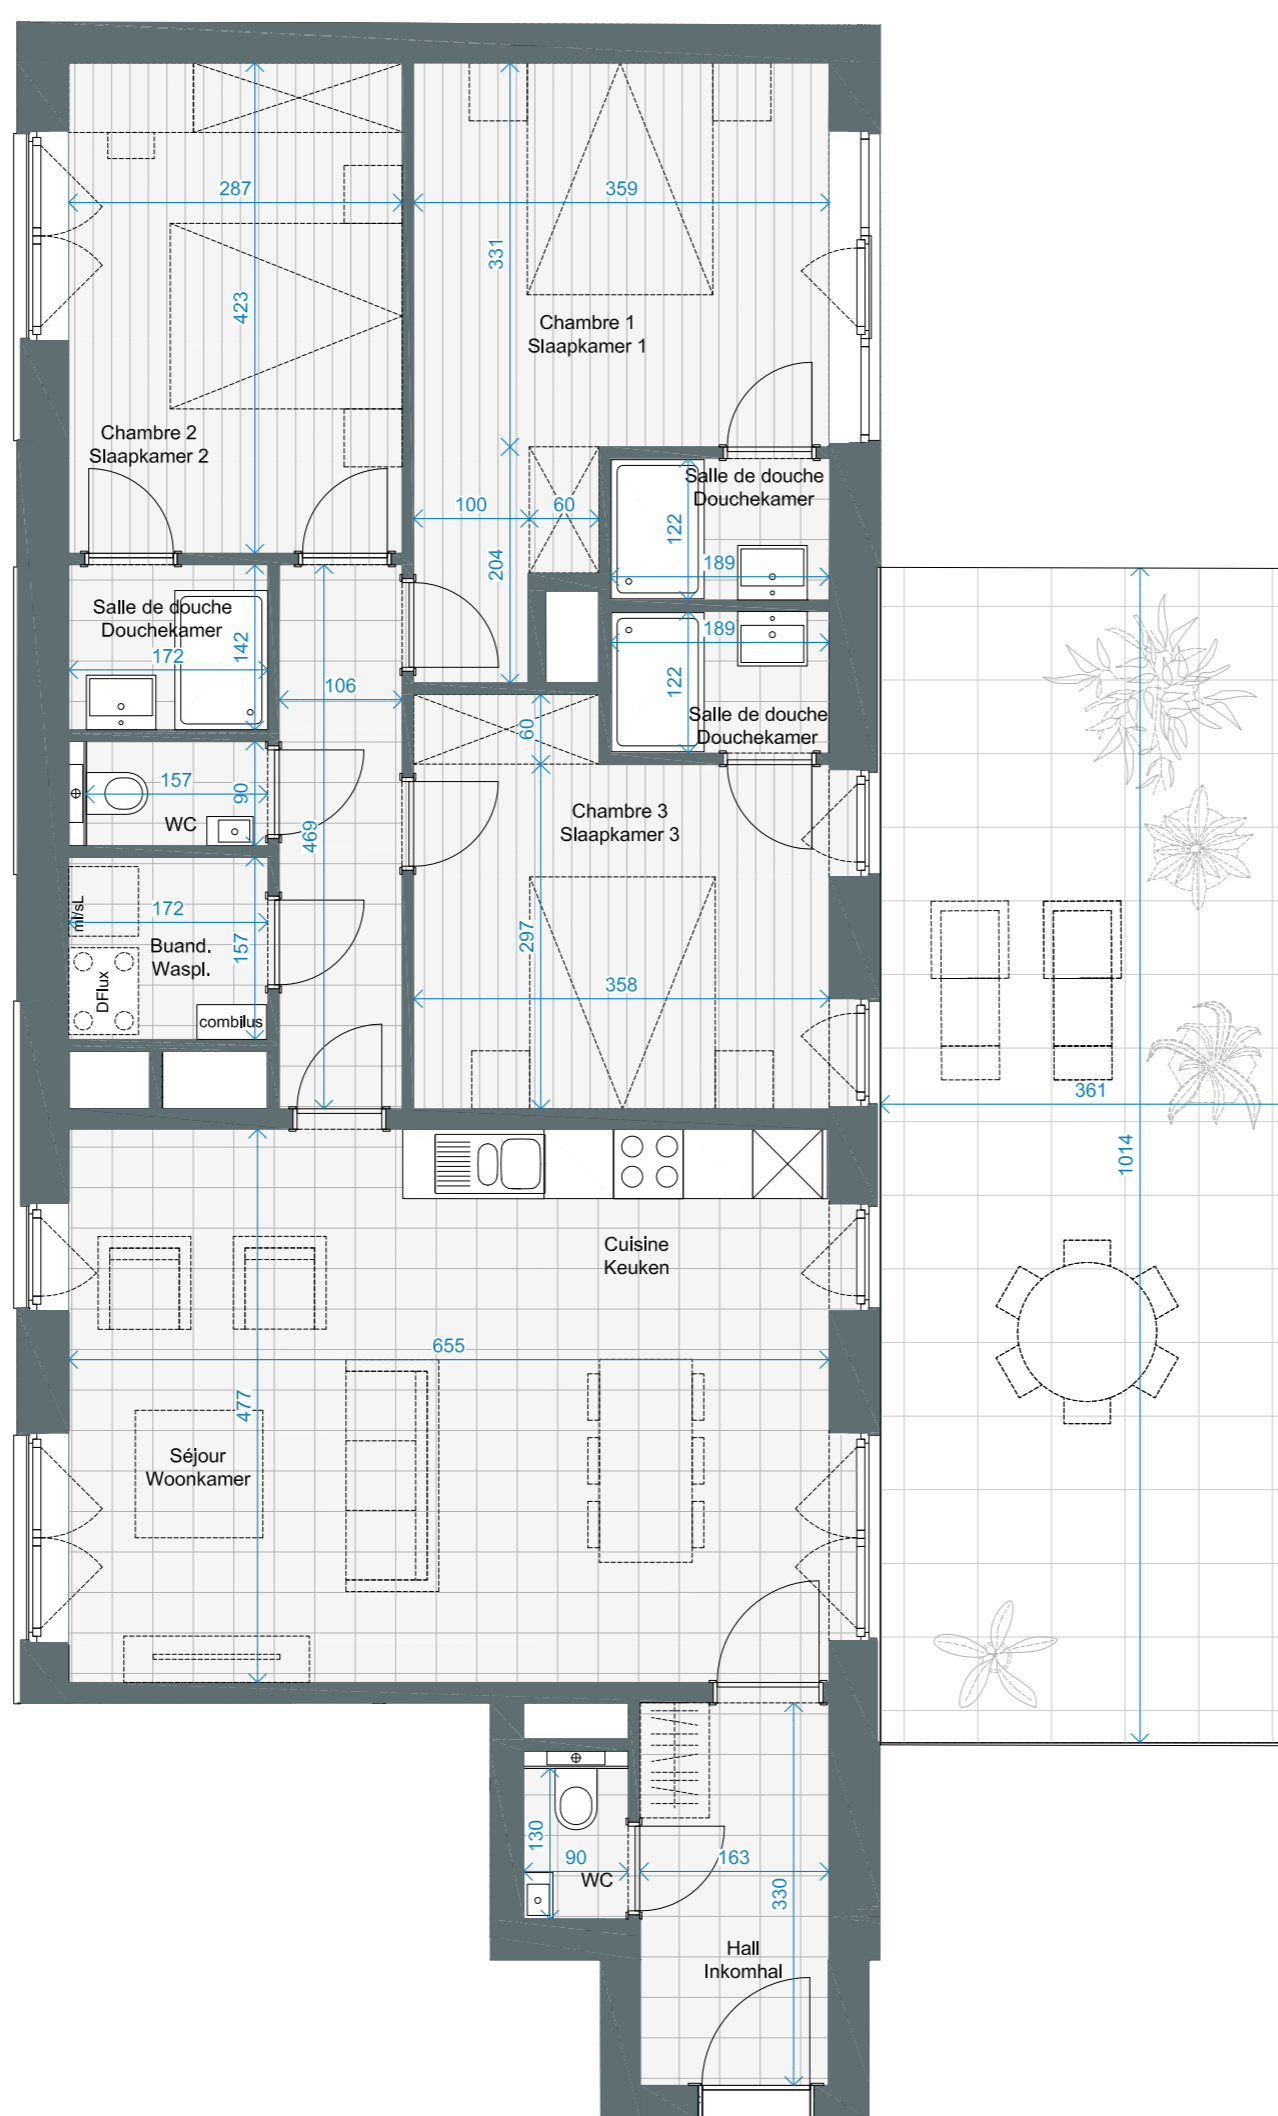 287
359
331
423
Chambre 1
Slaapkamer 1
Chambre 2
Slaapkamer 2
Salle de douche
Douchekamer
100
60
122
189
204
Salle de douche
Douchekamer
142
172
189
106
122
Salle de douche
Douchekamer
60
157
90
WC
469
Chambre 3
Slaapkamer 3
ml/sL
172
Buand.
Waspl.
157
DFlux
combilus
297
358
361
1014
Cuisine
Keuken
655
477
Séjour
Woonkamer
130
90
WC
163
330
Hall
Inkomhal